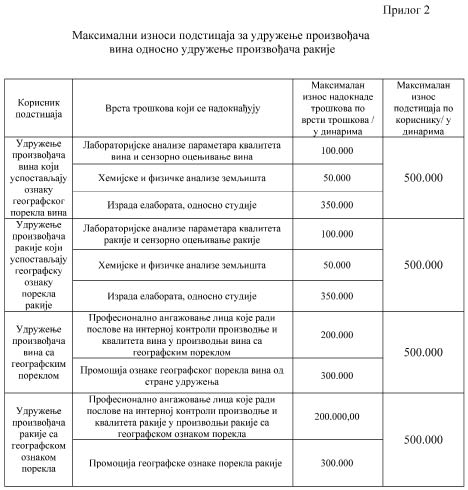 Прилог 2
Максимални износи подстицаја за удружење произвођача
вина односно удружење произвођача ракије
Корисник
подстицаја
Врста трошкова који се надокнађују
Максималан
износ надокнаде
трошкова по
врсти трошкова /
у динарима
Максималан
износ
подстицаја по
кориснику/ у
динарима
Удружење
произвођача
вина који
успостављају
ознаку
географског
порекла вина
Лабораторијске анализе параметара квалитета
вина и сензорно оцењивање вина
100.000
Хемијске и физичке анализе земљишта
50.000
Израда елабората, односно студије
350.000
500.000
Удружење
произвођача
ракије који
успостављају
географску
ознаку
порекла
ракије
Лабораторијске анализе параметара квалитета
ракије и сензорно оцењивање ракије
100.000
Хемијске и физичке анализе земљишта
50.000
Израда елабората, односно студије
350.000
500.000
Удружење
произвођача
вина са
географским
пореклом
Професионално ангажовање лица које ради
послове на интерној контроли производње и
квалитета вина у производњи вина са
географским пореклом
200.000
Промоција ознаке географског порекла вина од
стране удружења
300.000
500.000
Удружење
произвођача
ракије са
географском
ознаком
порекла
Професионално ангажовање лица које ради
послове на интерној контроли производње и
квалитета ракије у производњи ракије са
географском ознаком порекла
200.000,00
Промоција географске ознаке порекла ракије
300.000
500.000